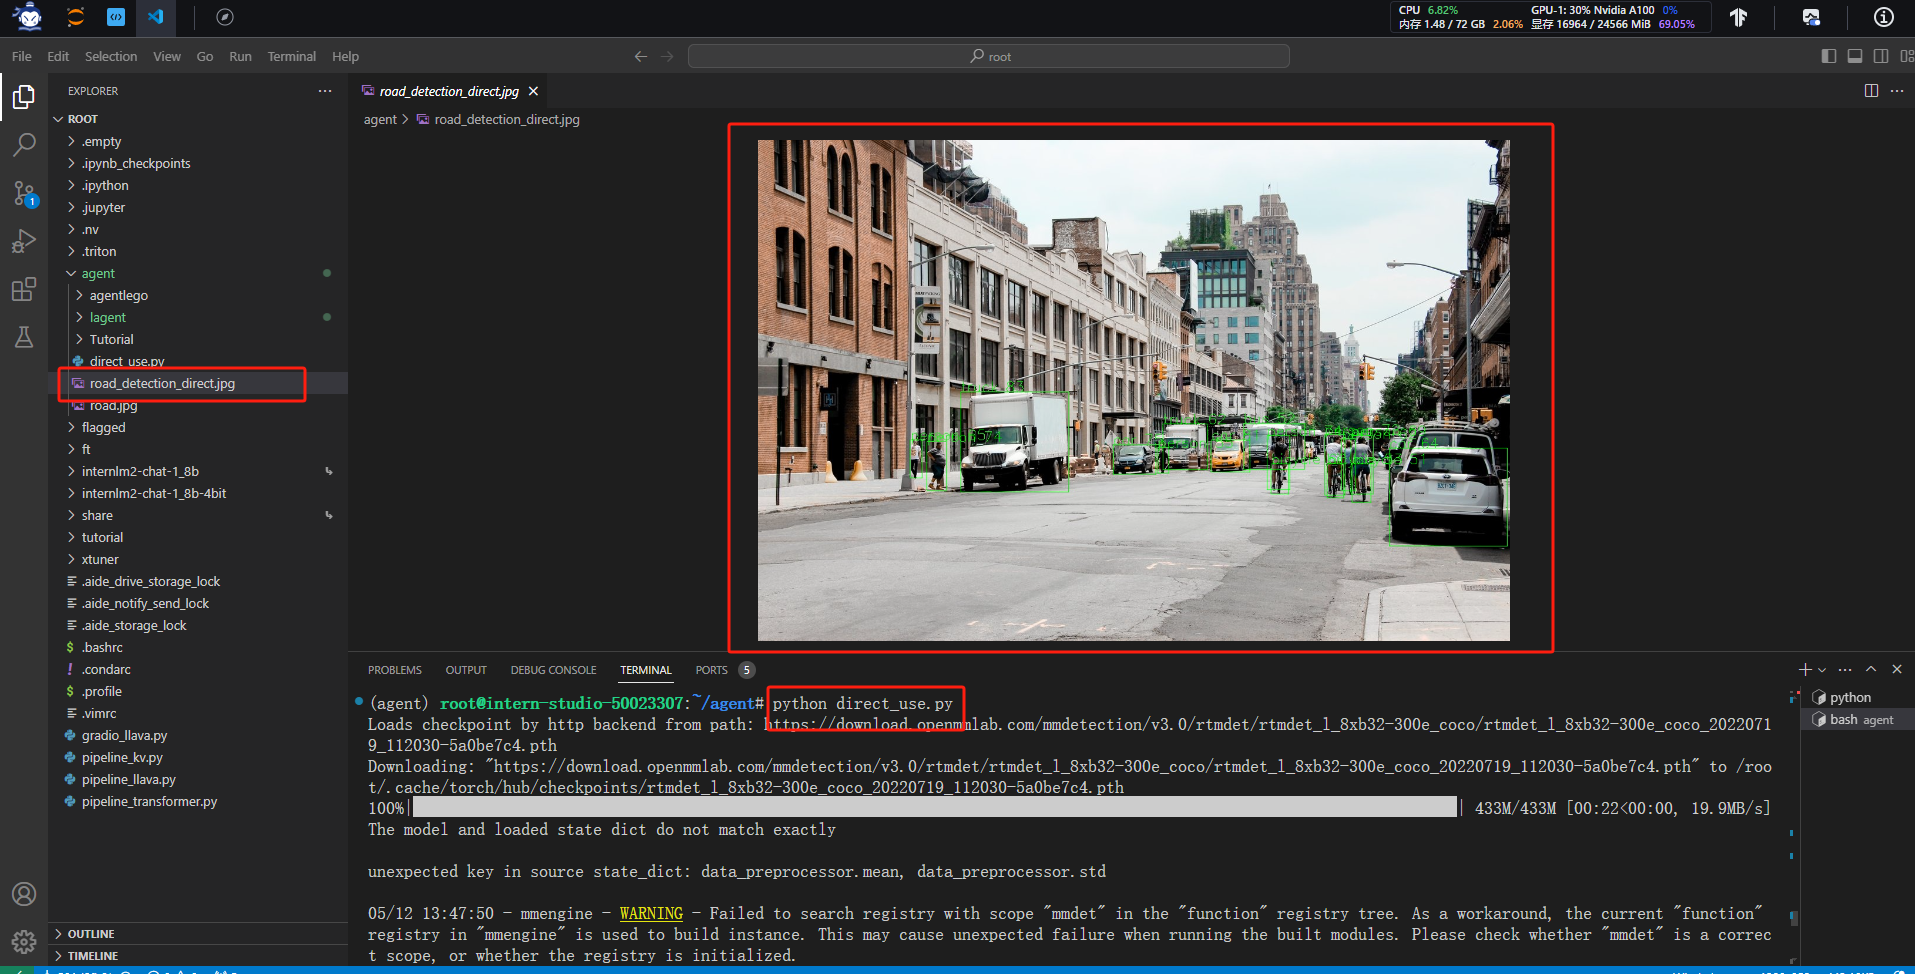 CPU 6.82% GPU-1: 30% Nvidia A100 0%
内存 1.48 / 72 GB 2.06% 显存 16964 / 24566 MiB 69.05%
File Edit Selection View Go Run Terminal Help
root
EXPLORER
road_detection_direct.jpg
agent > road_detection_direct.jpg
ROOT
.empty
.ipynb_checkpoints
.ipython
.jupyter
.nv
.triton
agent
agentlego
lagent
Tutorial
direct_use.py
road_detection_direct.jpg
road.jpg
flagged
ft
internlm2-chat-1_8b
internlm2-chat-1_8b-4bit
share
tutorial
xtuner
.aide_drive_storage_lock
.aide_notify_send_lock
.aide_storage_lock
.bashrc
.condarc
.profile
.vimrc
gradio_llava.py
pipeline_kv.py
pipeline_llava.py
pipeline_transformer.py
OUTLINE
TIMELINE
1
PROBLEMS OUTPUT DEBUG CONSOLE TERMINAL PORTS 5
(agent) root@intern-studio-50023307:~/agent# python direct_use.py
Loads checkpoint by http backend from path: https://download.openmmlab.com/mmdetection/v3.0/rtmdet/rtmdet_l_8xb32-300e_coco/rtmdet_l_8xb32-300e_coco_2022071
9_112030-5a0be7c4.pth
Downloading: "https://download.openmmlab.com/mmdetection/v3.0/rtmdet/rtmdet_l_8xb32-300e_coco/rtmdet_l_8xb32-300e_coco_20220719_112030-5a0be7c4.pth" to /roo
t/.cache/torch/hub/checkpoints/rtmdet_l_8xb32-300e_coco_20220719_112030-5a0be7c4.pth
100%| | 433M/433M [00:22<00:00, 19.9MB/s]
The model and loaded state dict do not match exactly
unexpected key in source state_dict: data_preprocessor.mean, data_preprocessor.std
05/12 13:47:50 - mmengine - WARNING - Failed to search registry with scope "mmdet" in the "function" registry tree. As a workaround, the current "function"
registry in "mmengine" is used to build instance. This may cause unexpected failure when running the built modules. Please check whether "mmdet" is a correc
t scope, or whether the registry is initialized.
python
bash agent